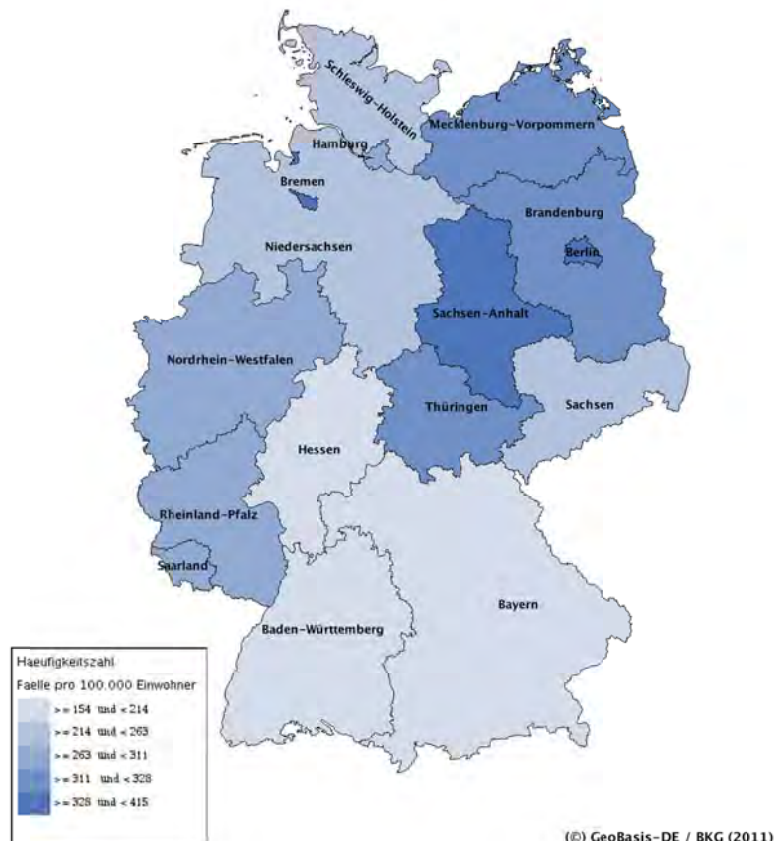 Schleswig-Holstein
Mecklenburg-Vorpommern
Hamburg
Bremen
Brandenburg
Niedersachsen
Berlin
Sachsen-Anhalt
Nordrhein-Westfalen
Thüringen
Sachsen
Hessen
Rheinland-Pfalz
Saarland
Bayern
Baden-Württemberg
Haeufigkeitszahl
Faelle pro 100.000 Einwohner
>= 154 und < 214
>= 214 und < 263
>= 263 und < 311
>= 311 und < 328
>= 328 und < 415
(©) GeoBasis-DE / BKG (2011)